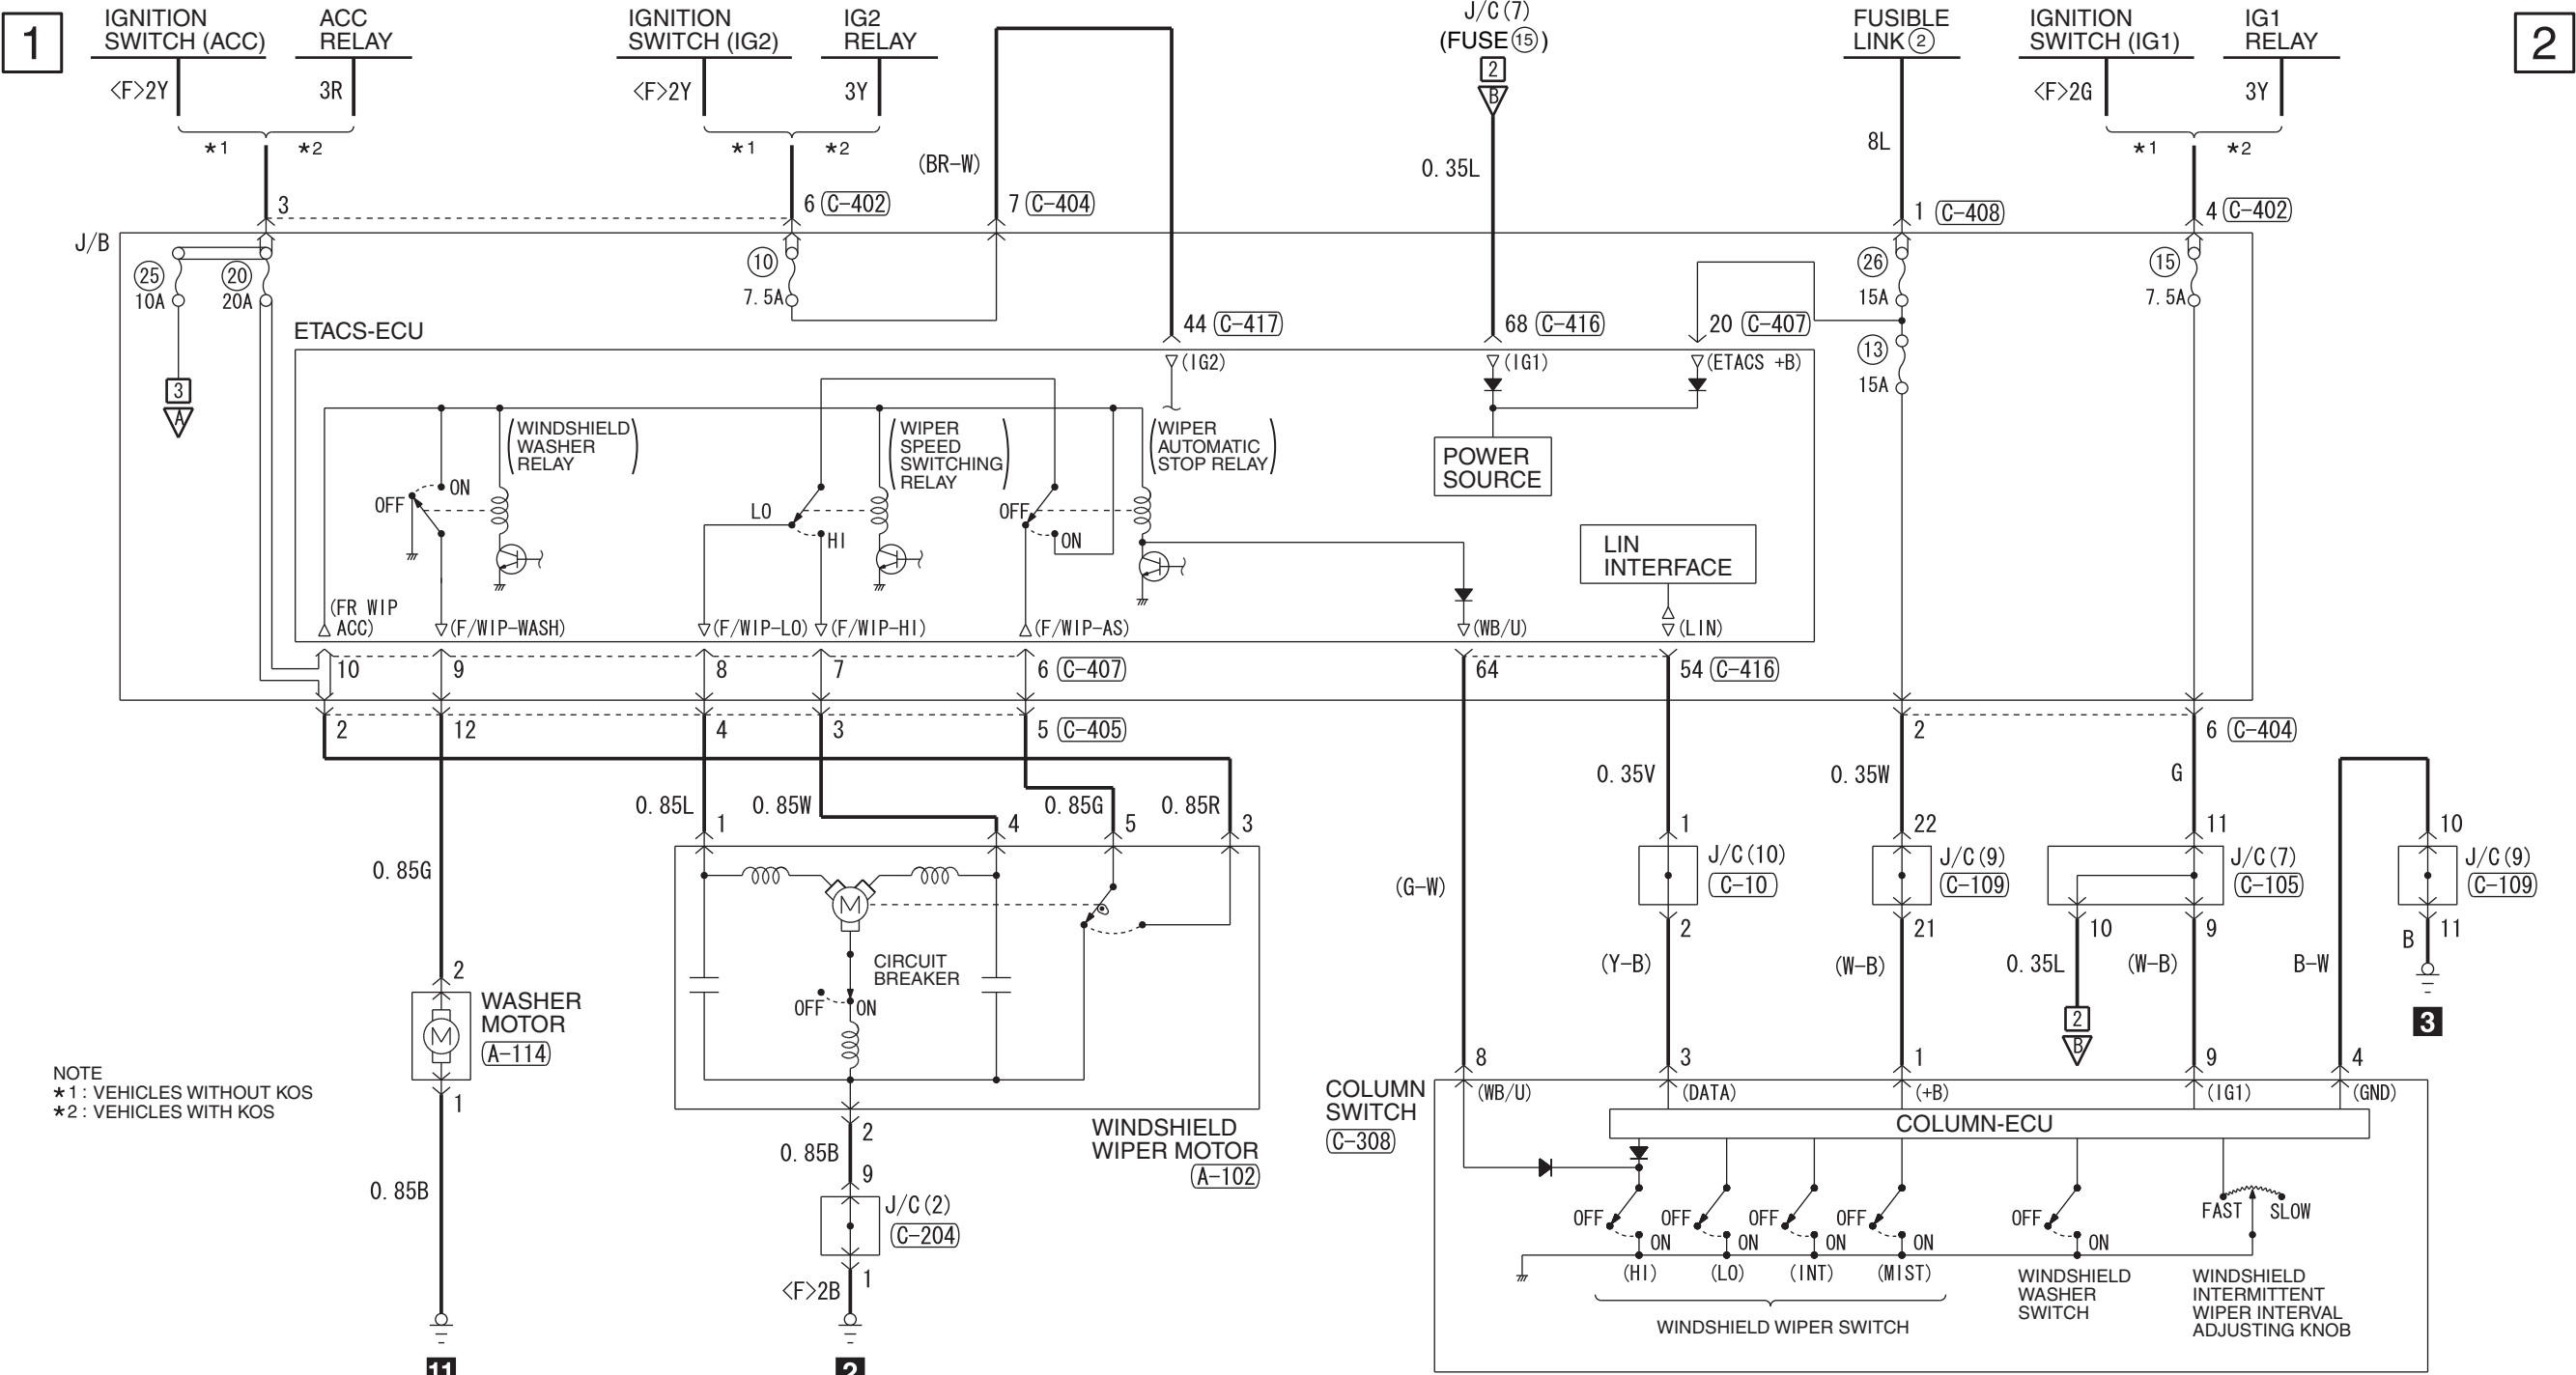 1
IGNITION
SWITCH (ACC)
ACC
RELAY
IGNITION
SWITCH (IG2)
IG2
RELAY
J/C(7)
(FUSE⑮)
FUSIBLE
LINK②
IGNITION
SWITCH (IG1)
IG1
RELAY
2
<F>2Y
3R
<F>2Y
3Y
2
B
8L
<F>2G
3Y
*1
*2
*1
*2
(BR-W)
0.35L
*1
*2
3
6 (C-402)
7 (C-404)
1 (C-408)
4 (C-402)
J/B
25
10A
20
20A
10
7.5A
26
15A
15
7.5A
ETACS-ECU
44 (C-417)
68 (C-416)
20 (C-407)
13
15A
3
A
(IG2)
(IG1)
(ETACS +B)
(WINDSHIELD
WASHER
RELAY)
(WIPER
SPEED
SWITCHING
RELAY)
(WIPER
AUTOMATIC
STOP RELAY)
POWER
SOURCE
OFF
ON
LO
HI
OFF
ON
LIN
INTERFACE
(FR WIP
ACC)
(F/WIP-WASH)
(F/WIP-LO)
(F/WIP-HI)
(F/WIP-AS)
(WB/U)
(LIN)
10
9
8
7
6 (C-407)
64
54 (C-416)
2
12
4
3
5 (C-405)
2
6 (C-404)
0.35V
0.35W
G
0.85L
0.85W
0.85G
0.85R
1
4
5
3
1
22
11
10
J/C(10)
(C-10)
J/C(9)
(C-109)
J/C(7)
(C-105)
J/C(9)
(C-109)
0.85G
(G-W)
M
2
21
10
9
11
B
CIRCUIT
BREAKER
OFF
ON
(Y-B)
(W-B)
0.35L
(W-B)
B-W
2
WASHER
MOTOR
(A-114)
M
2
B
3
NOTE
*1 : VEHICLES WITHOUT KOS
*2 : VEHICLES WITH KOS
1
8
3
1
9
4
COLUMN
SWITCH
(C-308)
(WB/U)
(DATA)
(+B)
(IG1)
(GND)
COLUMN-ECU
WINDSHIELD
WIPER MOTOR
(A-102)
2
0.85B
9
J/C(2)
(C-204)
0.85B
1
<F>2B
OFF
ON
OFF
ON
OFF
ON
OFF
ON
OFF
ON
FAST
SLOW
(HI)
(LO)
(INT)
(MIST)
WINDSHIELD WIPER SWITCH
WINDSHIELD
WASHER
SWITCH
WINDSHIELD
INTERMITTENT
WIPER INTERVAL
ADJUSTING KNOB
11
2